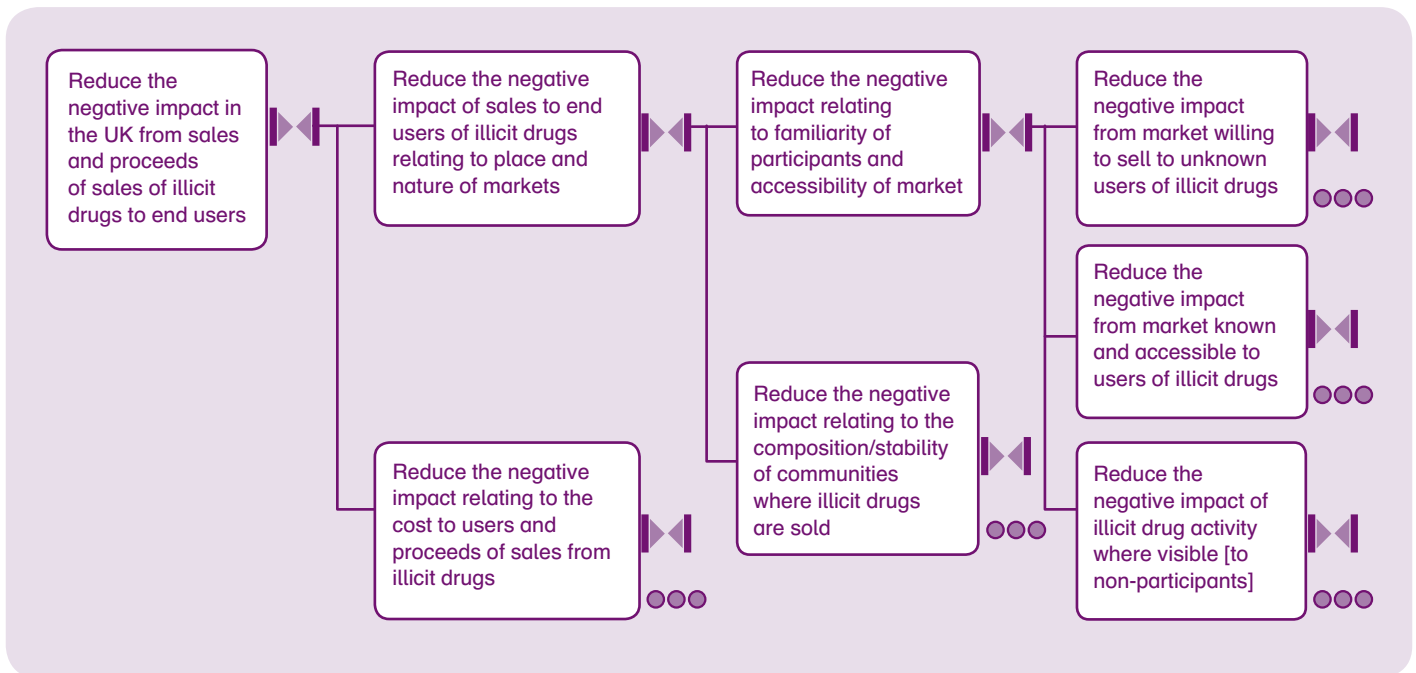 Reduce the
negative impact in
the UK from sales
and proceeds
of sales of illicit
drugs to end users
Reduce the negative
impact of sales to end
users of illicit drugs
relating to place and
nature of markets
Reduce the negative
impact relating to the
cost to users and
proceeds of sales from
illicit drugs
Reduce the negative
impact relating
to familiarity of
participants and
accessibility of market
Reduce the negative
impact relating to the
composition/stability
of communities
where illicit drugs
are sold
Reduce the
negative impact
from market willing
to sell to unknown
users of illicit drugs
Reduce the
negative impact
from market known
and accessible to
users of illicit drugs
Reduce the
negative impact of
illicit drug activity
where visible [to
non-participants]